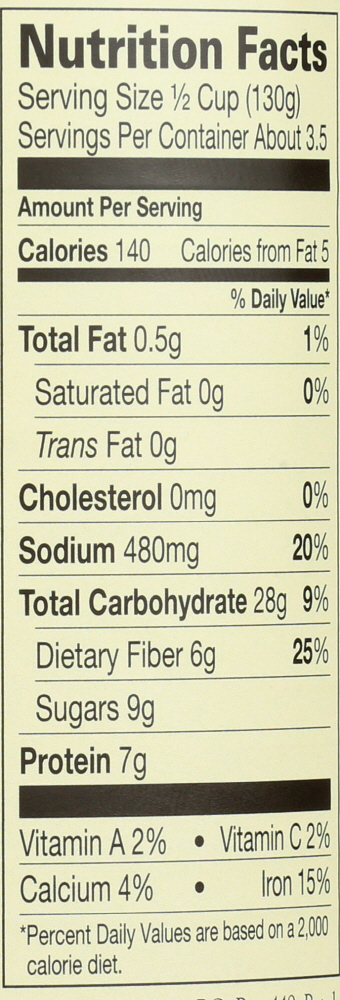 Nutrition Facts
Serving Size ½ Cup (130g)
Servings Per Container About 3.5
Amount Per Serving
Calories 140 Calories from Fat 5
% Daily Value*
Total Fat 0.5g 1%
Saturated Fat 0g 0%
Trans Fat 0g
Cholesterol 0mg 0%
Sodium 480mg 20%
Total Carbohydrate 28g 9%
Dietary Fiber 6g 25%
Sugars 9g
Protein 7g
Vitamin A 2% • Vitamin C 2%
Calcium 4% • Iron 15%
*Percent Daily Values are based on a 2,000
calorie diet.